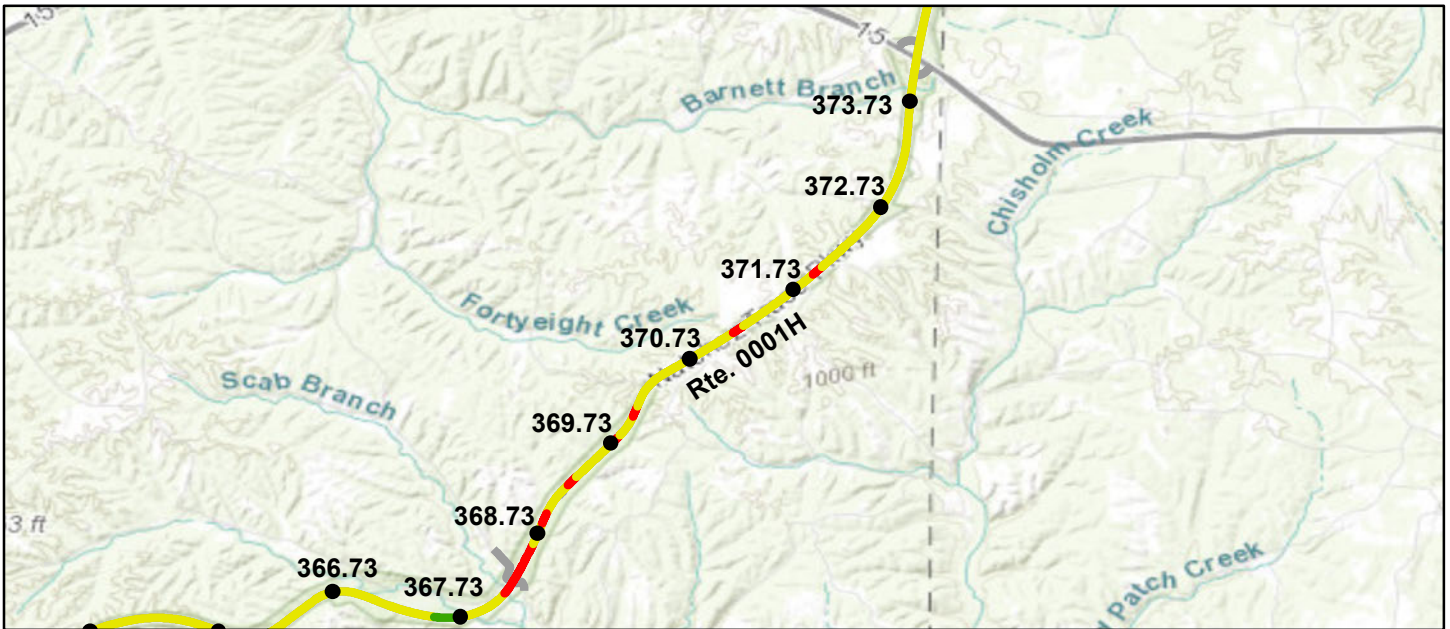 15
15
Barnett Branch
373.73
Chisholm Creek
372.73
371.73
Fortyeight Creek
370.73
Rte. 0001H
1000 ft
Scab Branch
369.73
368.73
3 ft
366.73
367.73
Patch Creek